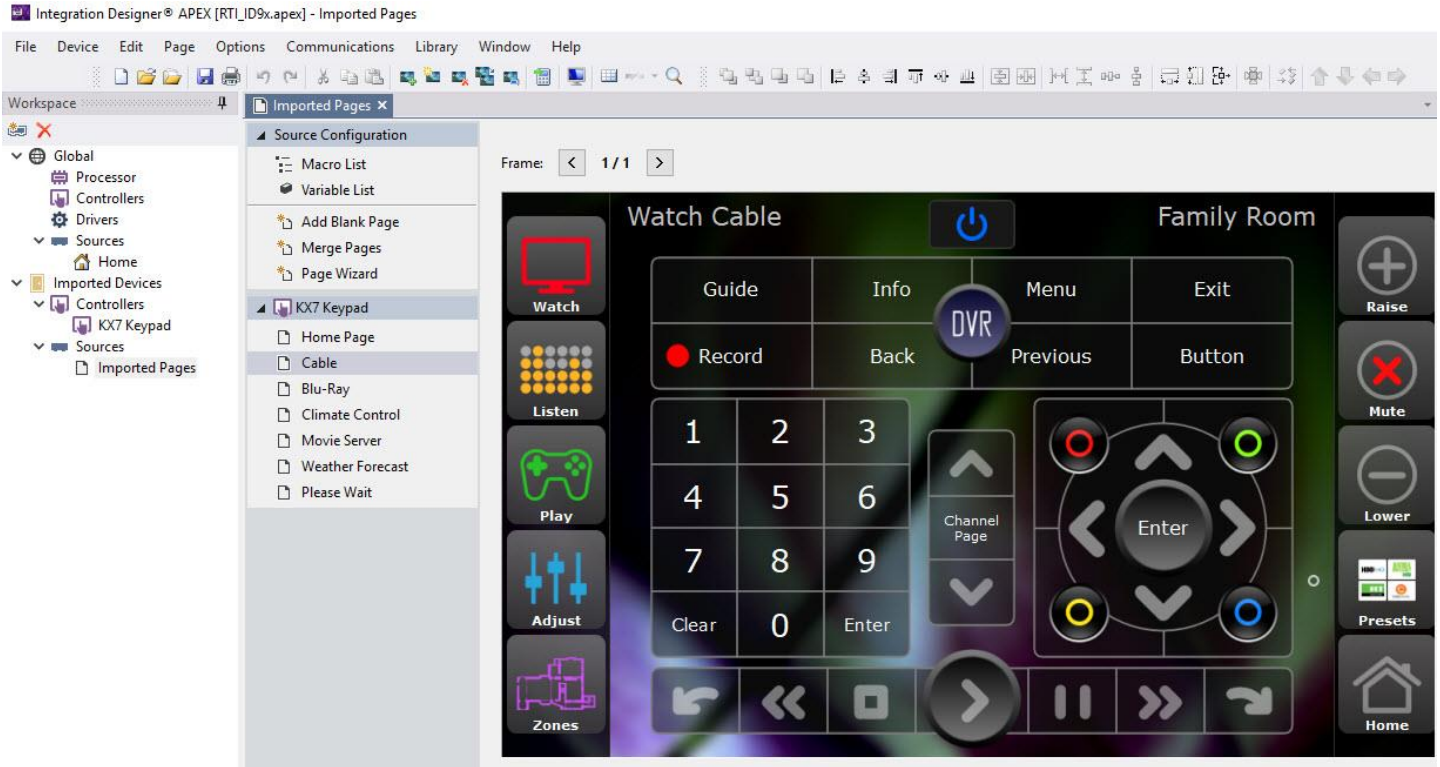 Integration Designer® APEX [RTI_ID9x.apex] - Imported Pages
File Device Edit Page Options Communications Library Window Help
Workspace
Imported Pages
Global
Processor
Controllers
Drivers
Sources
Home
Imported Devices
Controllers
KX7 Keypad
Sources
Imported Pages
Source Configuration
Macro List
Variable List
Add Blank Page
Merge Pages
Page Wizard
KX7 Keypad
Home Page
Cable
Blu-Ray
Climate Control
Movie Server
Weather Forecast
Please Wait
Frame: < 1 / 1 >
Watch Cable
Family Room
Watch
Listen
Play
Adjust
Zones
Guide Info Menu Exit
DVR
Record Back Previous Button
1 2 3
4 5 6
7 8 9
Clear 0 Enter
Channel
Page
Enter
Raise
Mute
Lower
Presets
Home